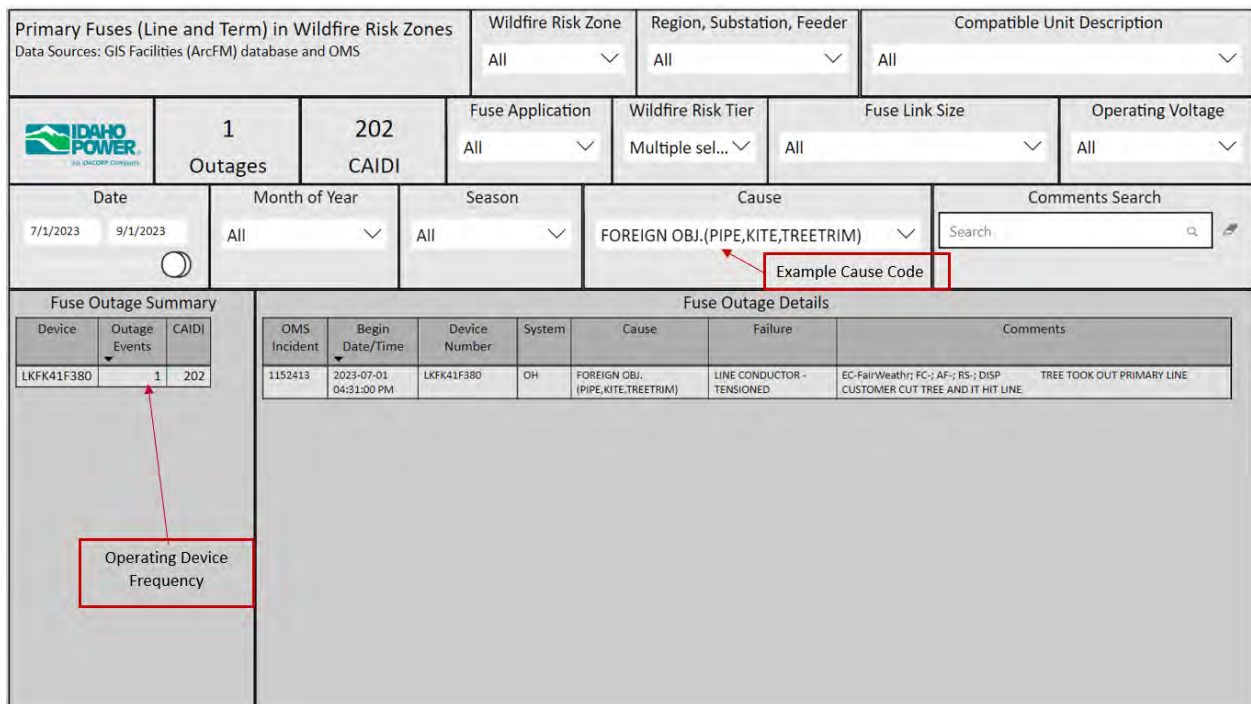 Primary Fuses (Line and Term) in Wildfire Risk Zones
Data Sources: GIS Facilities (ArcFM) database and OMS
Wildfire Risk Zone
All
Region, Substation, Feeder
All
Compatible Unit Description
All
IDAHO
POWER®
An IDACORP Company
1
Outages
202
CAIDI
Fuse Application
All
Wildfire Risk Tier
Multiple sel...
Fuse Link Size
All
Operating Voltage
All
Date
7/1/2023 9/1/2023
Month of Year
All
Season
All
Cause
FOREIGN OBJ.(PIPE,KITE,TREETRIM)
Example Cause Code
Comments Search
Search
Fuse Outage Summary
Device Outage Events CAIDI
LKFK41F380 1 202
Operating Device
Frequency
Fuse Outage Details
OMS Incident Begin Date/Time Device Number System Cause Failure Comments
1152413 2023-07-01 LKFK41F380 OH FOREIGN OBJ. LINE CONDUCTOR - EC-FairWeathr; FC-; AF-; RS-; DISP TREE TOOK OUT PRIMARY LINE
04:31:00 PM (PIPE,KITE,TREETRIM) TENSIONED CUSTOMER CUT TREE AND IT HIT LINE